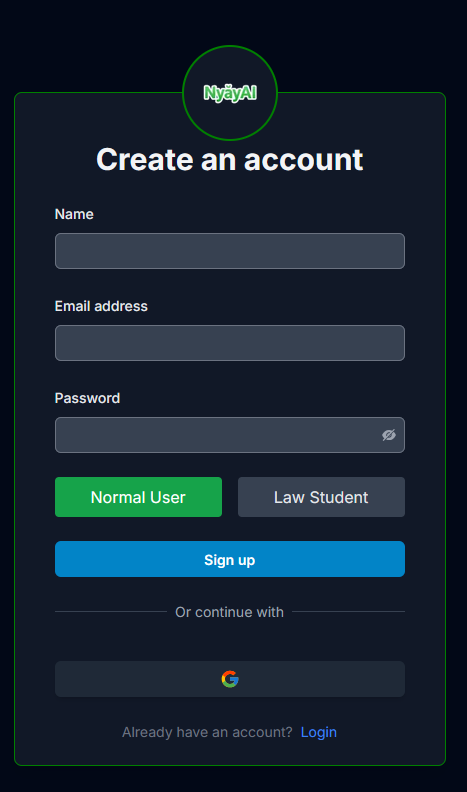 NyāyAI
Create an account
Name
Email address
Password
Normal User
Law Student
Sign up
Or continue with
Already have an account? Login